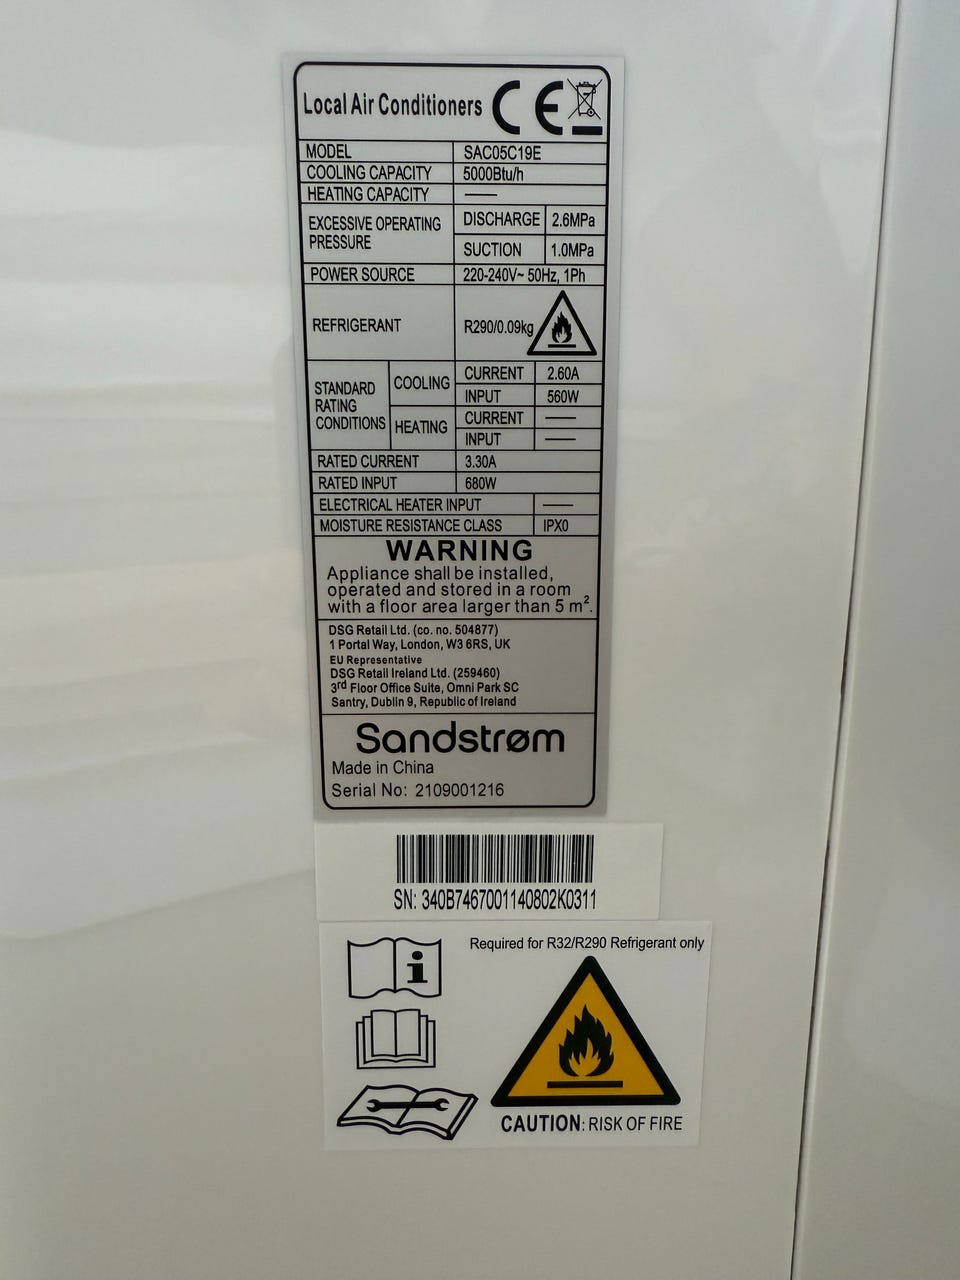 Local Air Conditioners CE
MODEL SAC05C19E
COOLING CAPACITY 5000Btu/h
HEATING CAPACITY —
EXCESSIVE OPERATING PRESSURE
DISCHARGE 2.6MPa
SUCTION 1.0MPa
POWER SOURCE 220-240V~ 50Hz, 1Ph
REFRIGERANT R290/0.09kg
STANDARD RATING CONDITIONS
COOLING
CURRENT 2.60A
INPUT 560W
HEATING
CURRENT —
INPUT —
RATED CURRENT 3.30A
RATED INPUT 680W
ELECTRICAL HEATER INPUT —
MOISTURE RESISTANCE CLASS IPX0
WARNING
Appliance shall be installed,
operated and stored in a room
with a floor area larger than 5 m².
DSG Retail Ltd. (co. no. 504877)
1 Portal Way, London, W3 6RS, UK
EU Representative
DSG Retail Ireland Ltd. (259460)
3rd Floor Office Suite, Omni Park SC
Santry, Dublin 9, Republic of Ireland
Sandstrøm
Made in China
Serial No: 2109001216
SN: 340B7467001140802K0311
Required for R32/R290 Refrigerant only
CAUTION: RISK OF FIRE